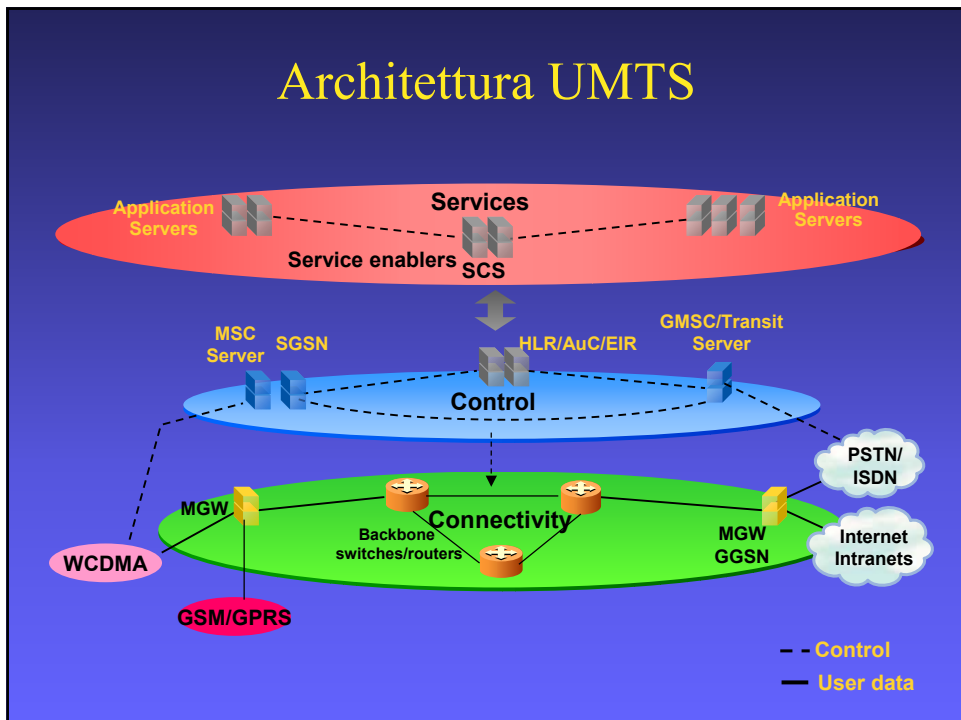 Architettura UMTS
Application
Servers
Services
Application
Servers
Service enablers
SCS
MSC
Server
SGSN
HLR/AuC/EIR
GMSC/Transit
Server
Control
PSTN/
ISDN
MGW
Connectivity
Backbone
switches/routers
MGW
GGSN
Internet
Intranets
WCDMA
GSM/GPRS
Control
User data